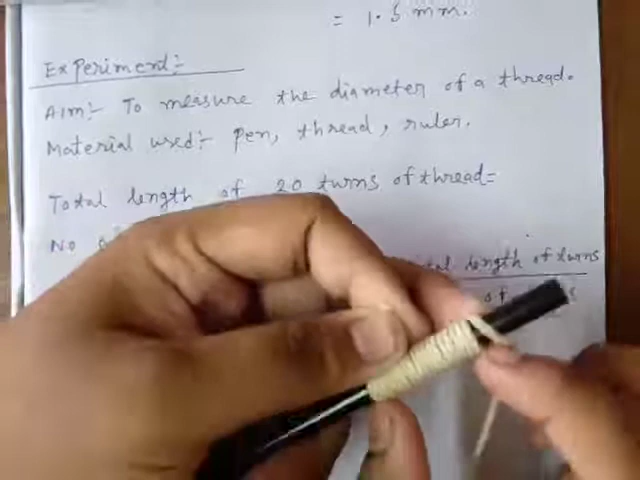 = 1.5 mm.
Experiment:-
Aim:- To measure the diameter of a thread.
Material used:- Pen, thread, ruler.
Total length of 20 turns of thread=
No
length of turns
of